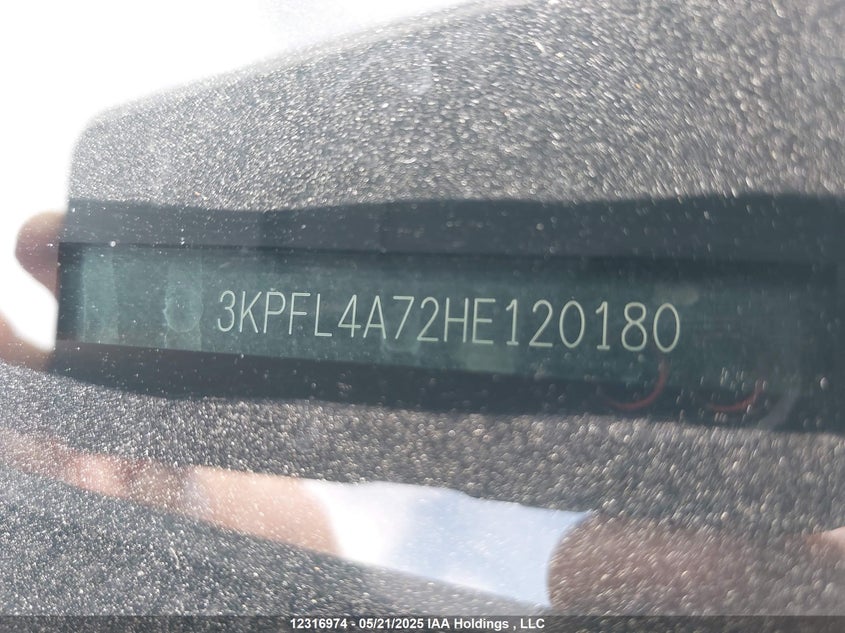 3KPFL4A72HE120180
12316974 - 05/21/2025 IAA Holdings , LLC